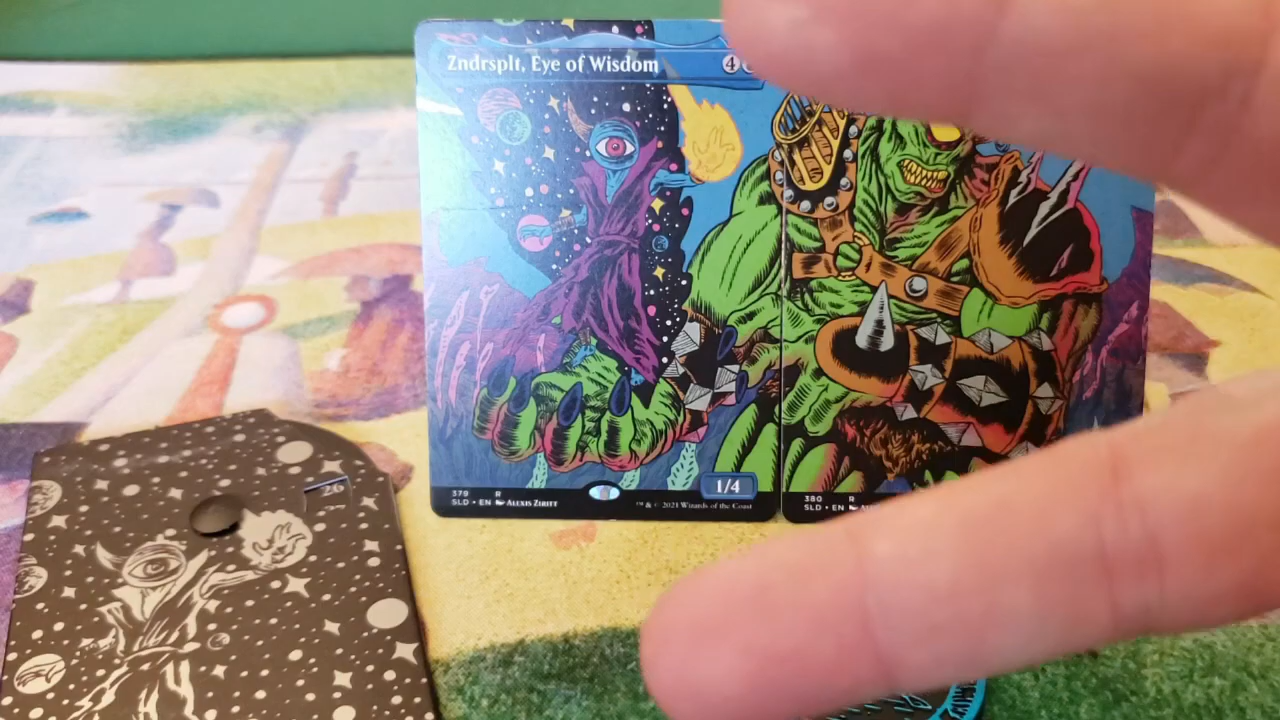 Zndrsplt, Eye of Wisdom 4
1/4
379 R
SLD • EN Alexis Ziritt
™ & © 2021 Wizards of the Coast
380 R
SLD • EN
26